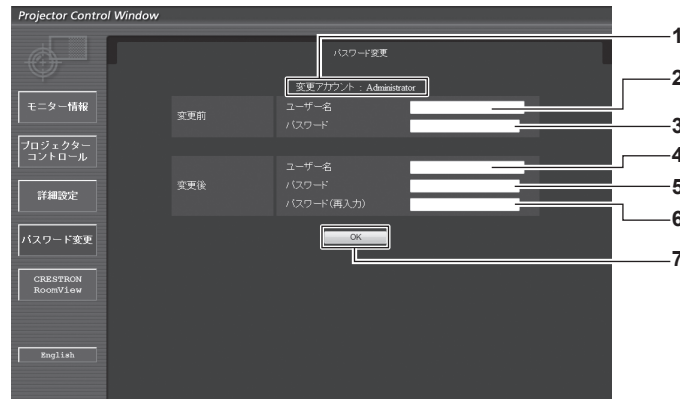 Projector Control Window
パスワード変更
1
変更アカウント : Administrator
2
モニター情報
変更前
ユーザー名
パスワード
3
プロジェクター
コントロール
4
ユーザー名
詳細設定
変更後
パスワード
5
パスワード(再入力)
6
パスワード変更
OK
7
CRESTRON
RoomView
English